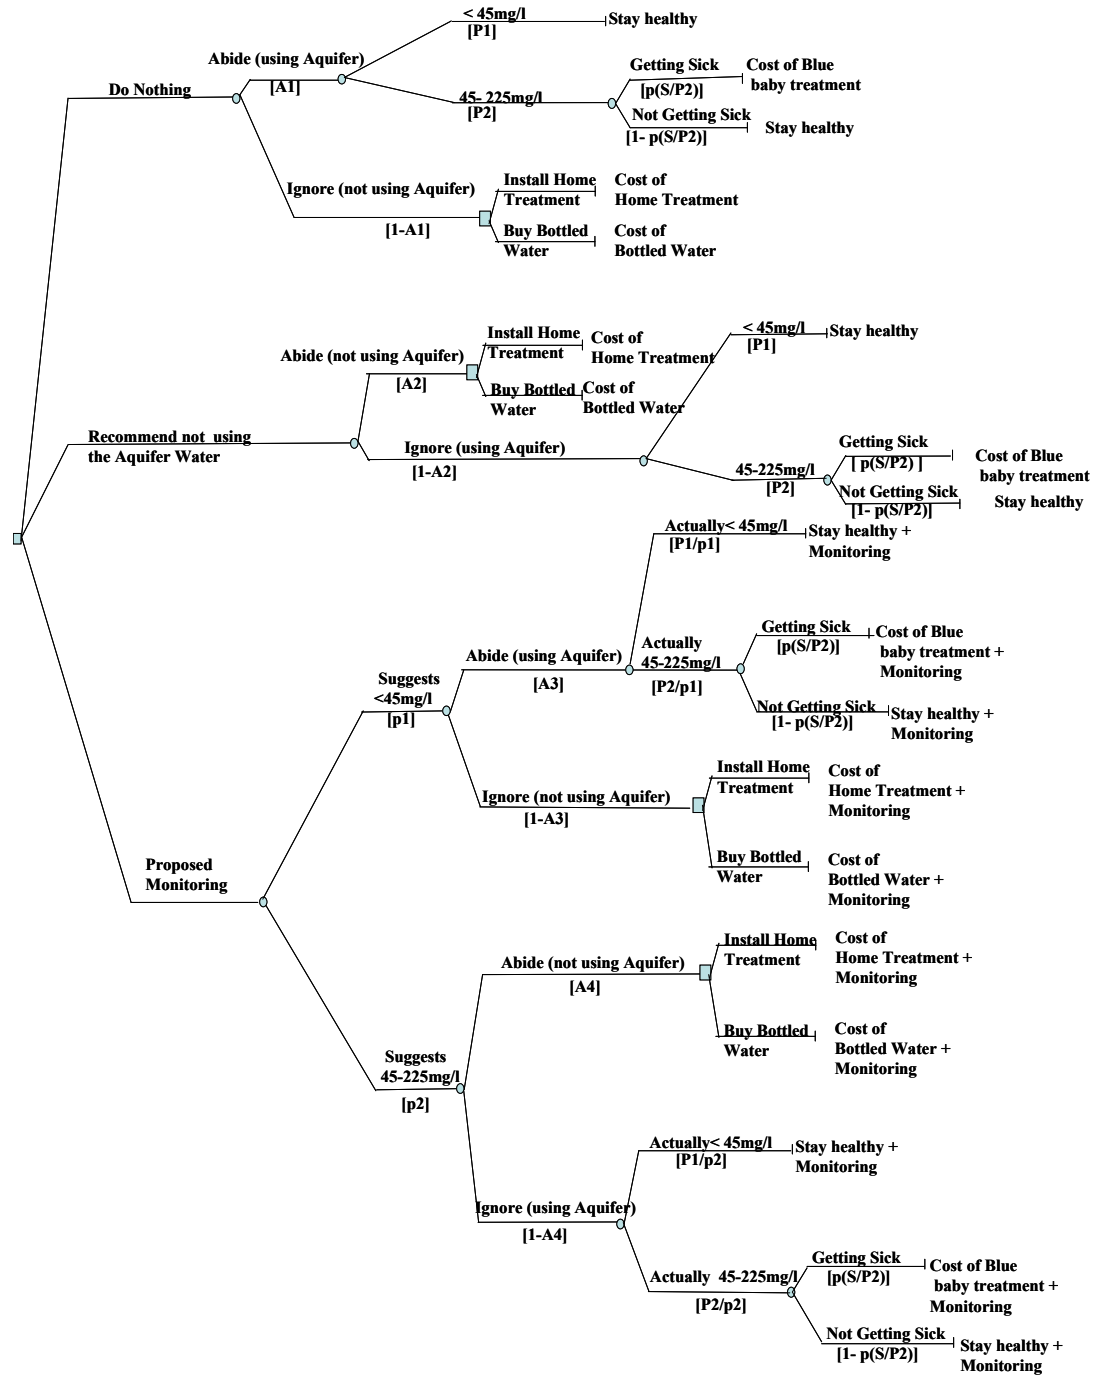 < 45mg/l
[P1]
Stay healthy
Abide (using Aquifer)
[A1]
Do Nothing
45- 225mg/l
[P2]
Getting Sick
[p(S/P2)]
Cost of Blue
baby treatment
Not Getting Sick
[1- p(S/P2)]
Stay healthy
Ignore (not using Aquifer)
[1-A1]
Install Home
Treatment
Cost of
Home Treatment
Buy Bottled
Water
Cost of
Bottled Water
Recommend not using
the Aquifer Water
Abide (not using Aquifer)
[A2]
Install Home
Treatment
Cost of
Home Treatment
Buy Bottled
Water
Cost of
Bottled Water
Ignore (using Aquifer)
[1-A2]
< 45mg/l
[P1]
Stay healthy
45-225mg/l
[P2]
Getting Sick
[ p(S/P2) ]
Cost of Blue
baby treatment
Not Getting Sick
[1- p(S/P2)]
Stay healthy
Proposed
Monitoring
Suggests
<45mg/l
[p1]
Abide (using Aquifer)
[A3]
Actually< 45mg/l
[P1/p1]
Stay healthy +
Monitoring
Actually
45-225mg/l
[P2/p1]
Getting Sick
[p(S/P2)]
Cost of Blue
baby treatment +
Monitoring
Not Getting Sick
[1- p(S/P2)]
Stay healthy +
Monitoring
Ignore (not using Aquifer)
[1-A3]
Install Home
Treatment
Cost of
Home Treatment +
Monitoring
Buy Bottled
Water
Cost of
Bottled Water +
Monitoring
Suggests
45-225mg/l
[p2]
Abide (not using Aquifer)
[A4]
Install Home
Treatment
Cost of
Home Treatment +
Monitoring
Buy Bottled
Water
Cost of
Bottled Water +
Monitoring
Ignore (using Aquifer)
[1-A4]
Actually< 45mg/l
[P1/p2]
Stay healthy +
Monitoring
Actually 45-225mg/l
[P2/p2]
Getting Sick
[p(S/P2)]
Cost of Blue
baby treatment +
Monitoring
Not Getting Sick
[1- p(S/P2)]
Stay healthy +
Monitoring